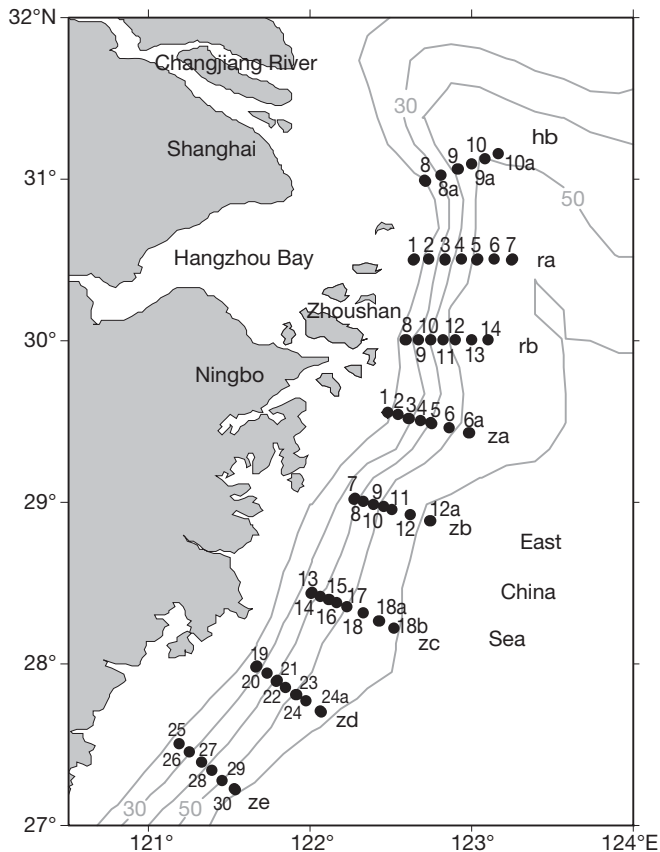 32°N
Changjiang River
30
hb
Shanghai
8 9 10
10a
9a
8a
31°
50
Hangzhou Bay
1 2 3 4 5 6 7
ra
Zhoushan
8 10 12 14
30°
9 11 13
rb
Ningbo
1 2 3 4 5 6 6a
za
29°
7 9 11 12a
8 10 12
zb
East
13 15 17 18a
14 16 18 18b
China
zc
Sea
28°
19 21 23 24a
20 22 24
zd
25 27 29
26 28 30
ze
30 50
27°
121° 122° 123° 124°E